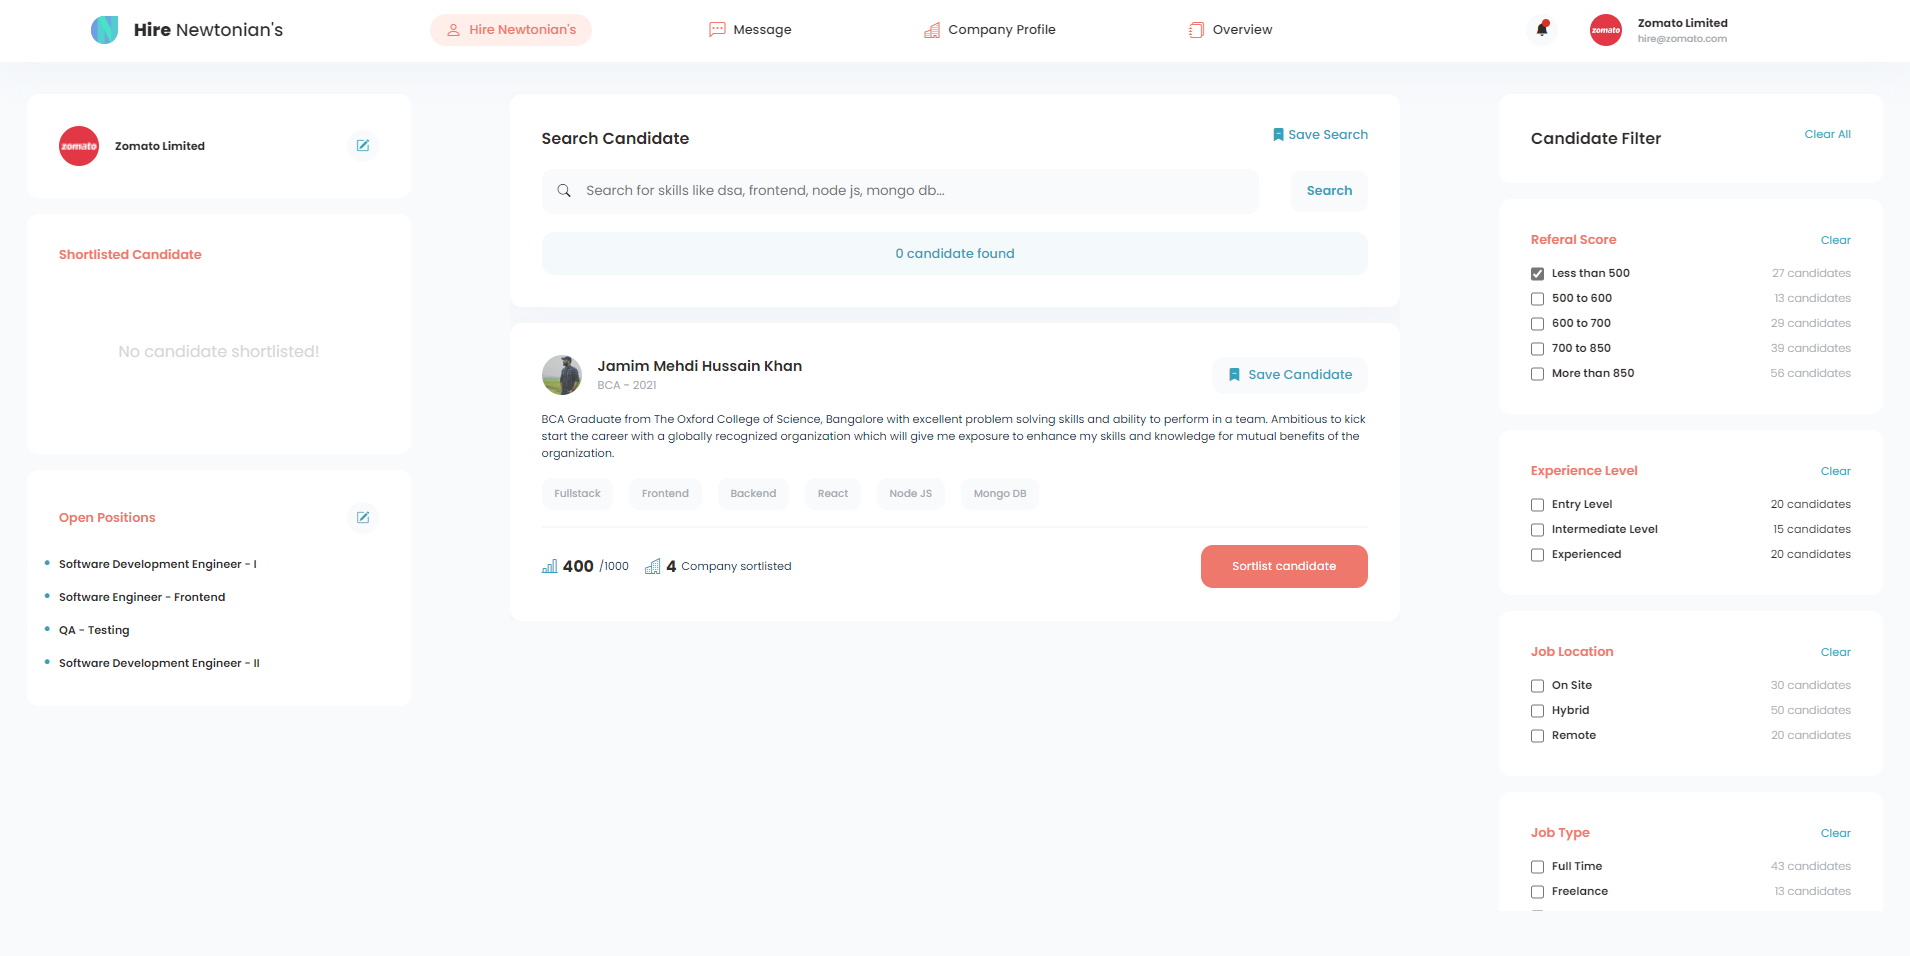 Hire Newtonian's
Hire Newtonian's
Message
Company Profile
Overview
Zomato Limited
hire@zomato.com
zomato
zomato
Zomato Limited
Shortlisted Candidate
No candidate shortlisted!
Open Positions
Software Development Engineer - I
Software Engineer - Frontend
QA - Testing
Software Development Engineer - II
Search Candidate
Save Search
Search for skills like dsa, frontend, node js, mongo db...
Search
0 candidate found
Jamim Mehdi Hussain Khan
BCA - 2021
Save Candidate
BCA Graduate from The Oxford College of Science, Bangalore with excellent problem solving skills and ability to perform in a team. Ambitious to kick
start the career with a globally recognized organization which will give me exposure to enhance my skills and knowledge for mutual benefits of the
organization.
Fullstack Frontend Backend React Node JS Mongo DB
400 /1000 4 Company sortlisted
Sortlist candidate
Candidate Filter
Clear All
Referal Score Clear
Less than 500 27 candidates
500 to 600 13 candidates
600 to 700 29 candidates
700 to 850 39 candidates
More than 850 56 candidates
Experience Level Clear
Entry Level 20 candidates
Intermediate Level 15 candidates
Experienced 20 candidates
Job Location Clear
On Site 30 candidates
Hybrid 50 candidates
Remote 20 candidates
Job Type Clear
Full Time 43 candidates
Freelance 13 candidates